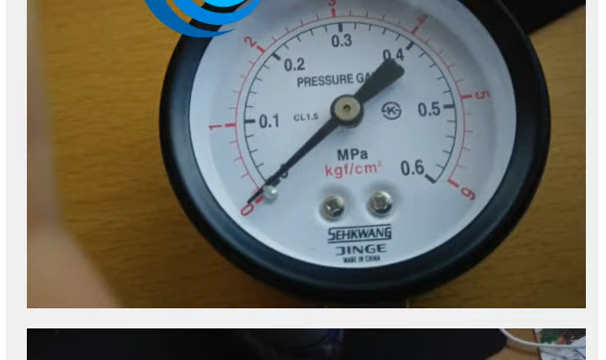 3
2
4
0.3
0.2
0.4
PRESSURE GA
1
0.1
CL1.5
K
0.5
5
MPa
kgf/cm²
0.6
0
6
SEHKWANG
JINGE
MADE IN CHINA